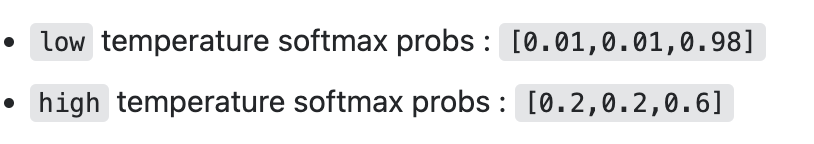 • low temperature softmax probs : [0.01,0.01,0.98]
• high temperature softmax probs : [0.2,0.2,0.6]